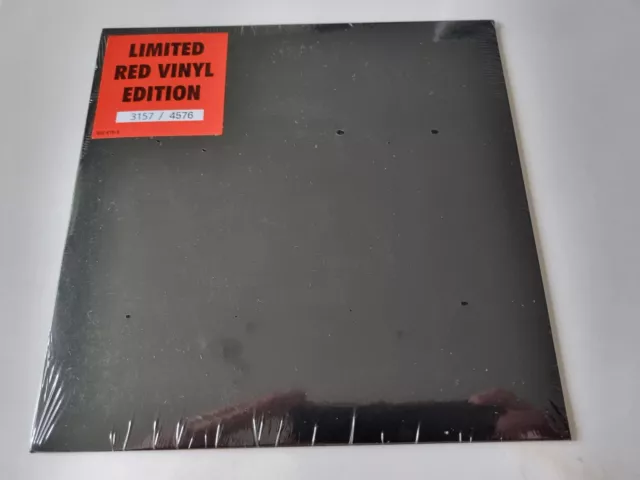 LIMITED
RED VINYL
EDITION
3157 / 4576